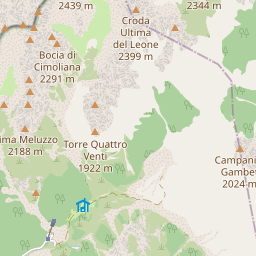 2439 m
Croda
Ultima
del Leone
2399 m
2344 m
Bocia di
Cimoliana
2291 m
ima Meluzzo
2188 m
Torre Quattro
Venti
1922 m
Campani
Gambet
2024 m